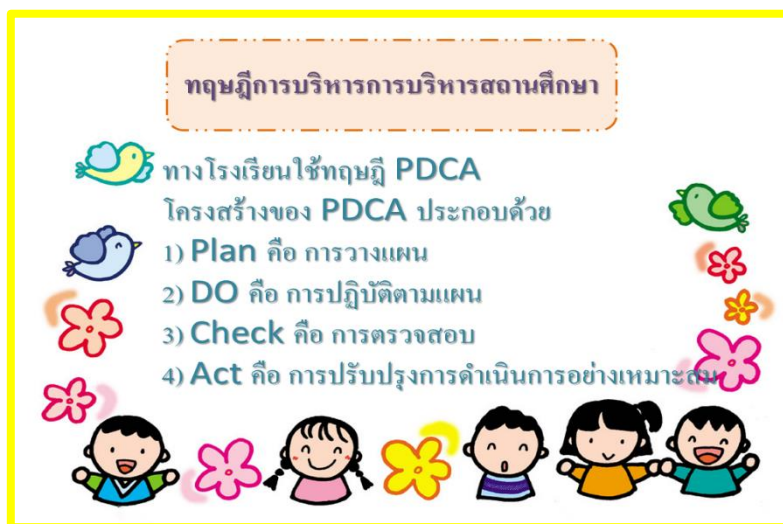 ทฤษฎีการบริหารการบริหารสถานศึกษา
ทางโรงเรียนใช้ทฤษฎี PDCA
โครงสร้างของ PDCA ประกอบด้วย
1) Plan คือ การวางแผน
2) DO คือ การปฏิบัติตามแผน
3) Check คือ การตรวจสอบ
4) Act คือ การปรับปรุงการดำเนินการอย่างเหมาะสม